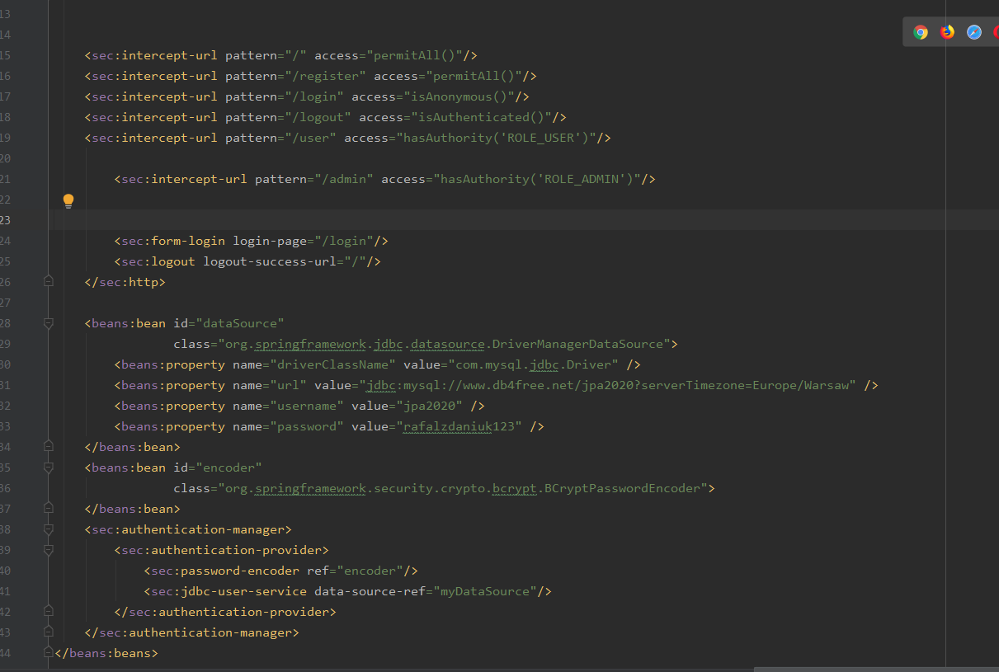 13
14
15 <sec:intercept-url pattern="/" access="permitAll()"/>
16 <sec:intercept-url pattern="/register" access="permitAll()"/>
17 <sec:intercept-url pattern="/login" access="isAnonymous()"/>
18 <sec:intercept-url pattern="/logout" access="isAuthenticated()"/>
19 <sec:intercept-url pattern="/user" access="hasAuthority('ROLE_USER')"/>
20
21 <sec:intercept-url pattern="/admin" access="hasAuthority('ROLE_ADMIN')"/>
22
23
24 <sec:form-login login-page="/login"/>
25 <sec:logout logout-success-url="/"/>
26 </sec:http>
27
28 <beans:bean id="dataSource"
29 class="org.springframework.jdbc.datasource.DriverManagerDataSource">
30 <beans:property name="driverClassName" value="com.mysql.jdbc.Driver" />
31 <beans:property name="url" value="jdbc:mysql://www.db4free.net/jpa2020?serverTimezone=Europe/Warsaw" />
32 <beans:property name="username" value="jpa2020" />
33 <beans:property name="password" value="rafalzdaniuk123" />
34 </beans:bean>
35 <beans:bean id="encoder"
36 class="org.springframework.security.crypto.bcrypt.BCryptPasswordEncoder">
37 </beans:bean>
38 <sec:authentication-manager>
39 <sec:authentication-provider>
40 <sec:password-encoder ref="encoder"/>
41 <sec:jdbc-user-service data-source-ref="myDataSource"/>
42 </sec:authentication-provider>
43 </sec:authentication-manager>
44 </beans:beans>